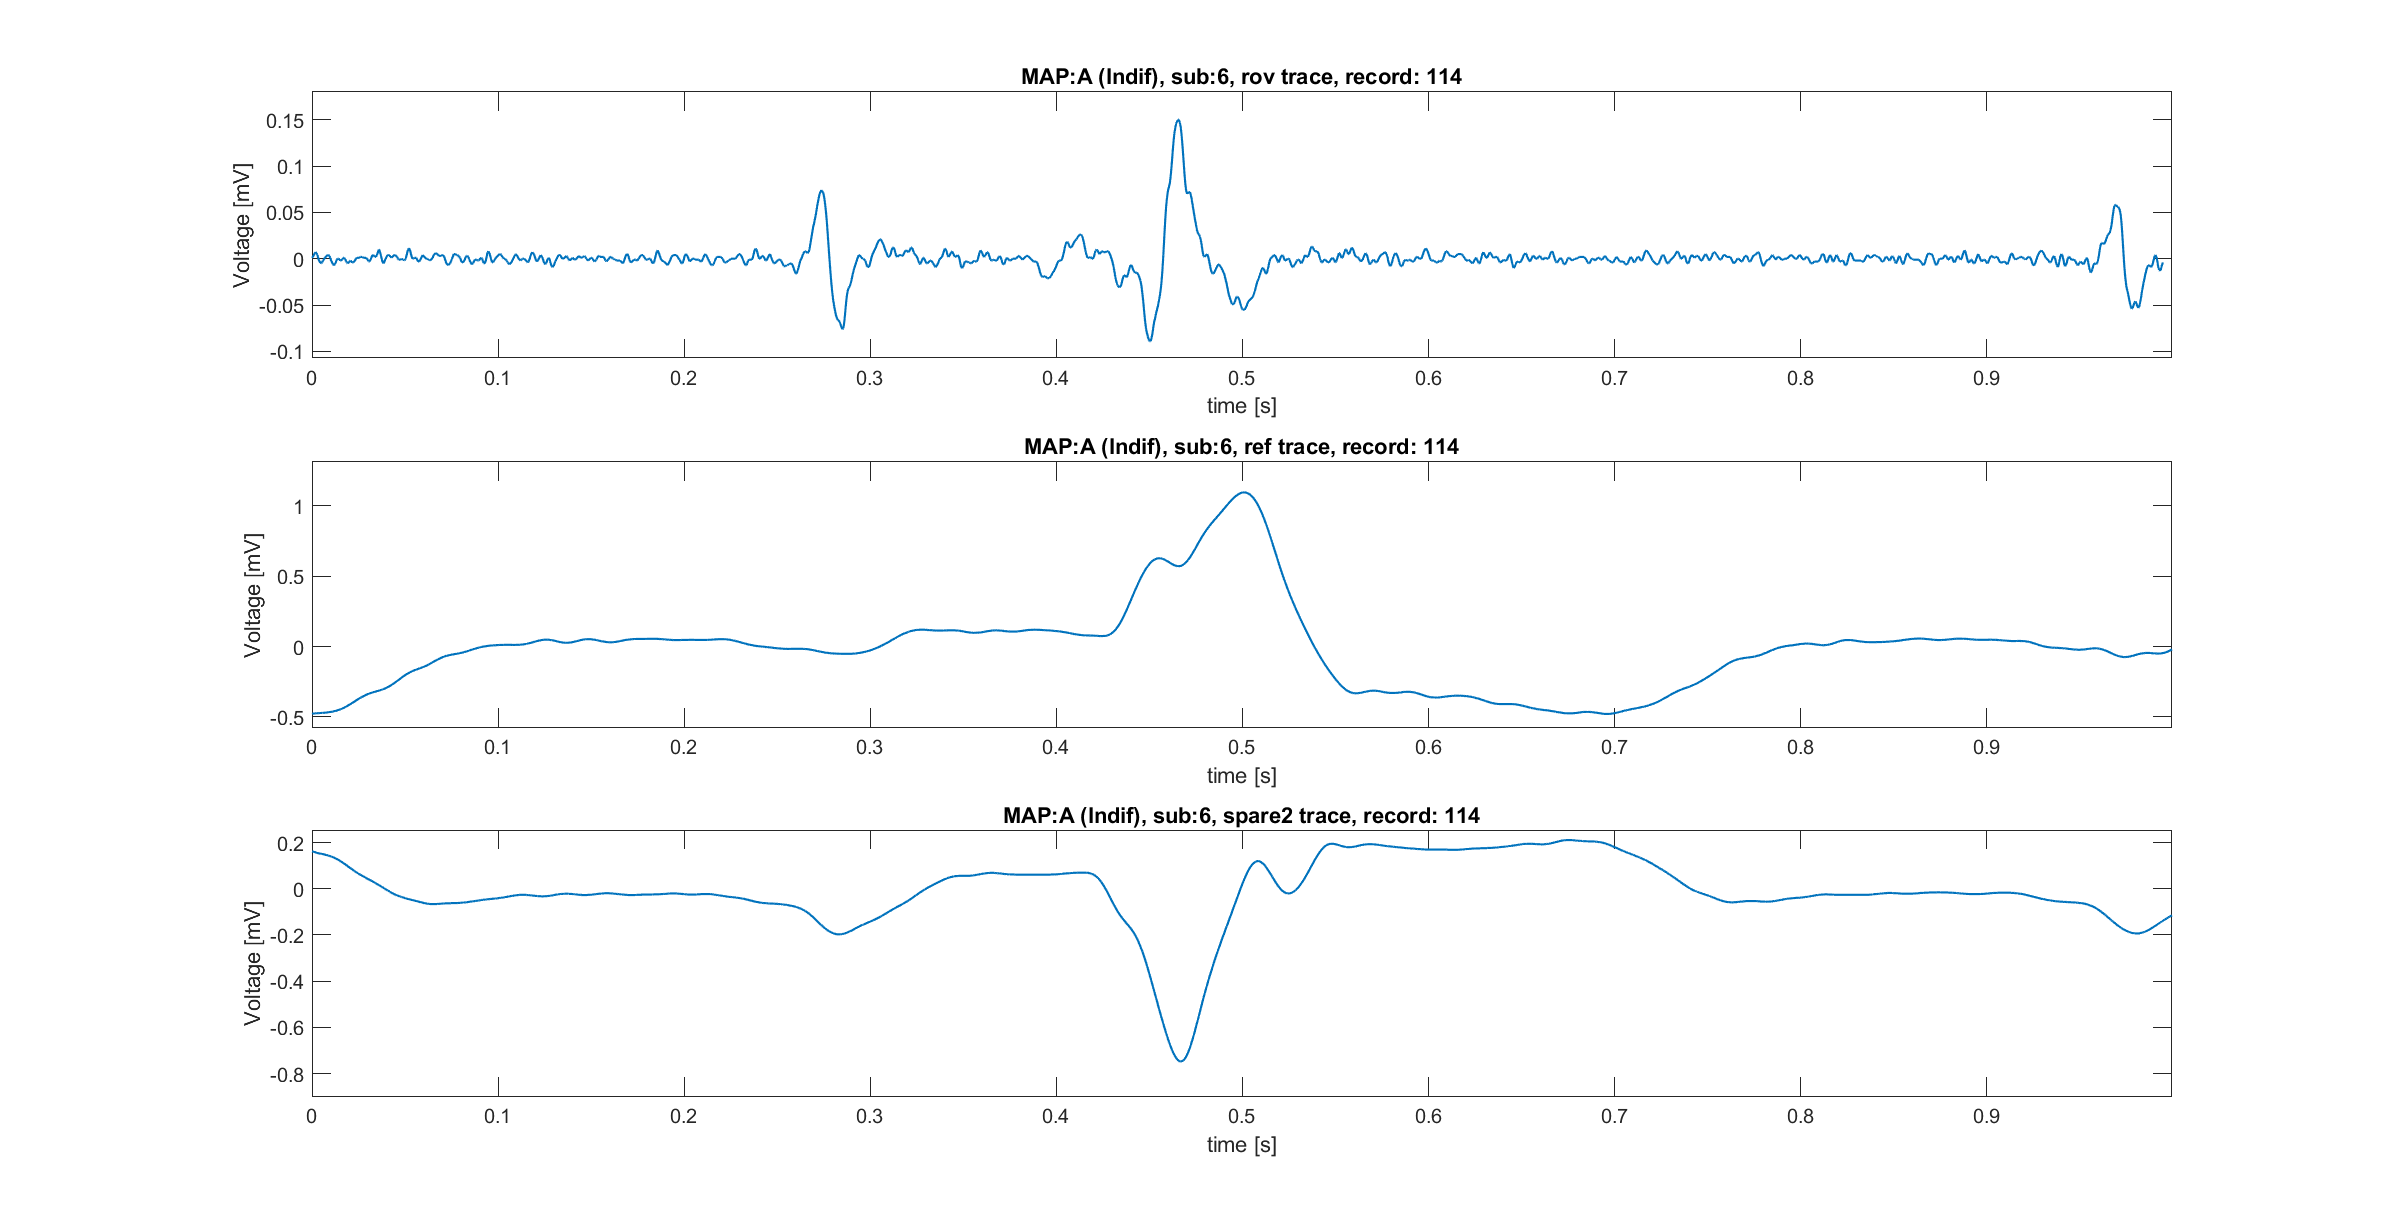 MAP:A (Indif), sub:6, rov trace, record: 114
Voltage [mV]
0.15
0.1
0.05
0
-0.05
-0.1
0 0.1 0.2 0.3 0.4 0.5 0.6 0.7 0.8 0.9
time [s]
MAP:A (Indif), sub:6, ref trace, record: 114
Voltage [mV]
1
0.5
0
-0.5
0 0.1 0.2 0.3 0.4 0.5 0.6 0.7 0.8 0.9
time [s]
MAP:A (Indif), sub:6, spare2 trace, record: 114
Voltage [mV]
0.2
0
-0.2
-0.4
-0.6
-0.8
0 0.1 0.2 0.3 0.4 0.5 0.6 0.7 0.8 0.9
time [s]